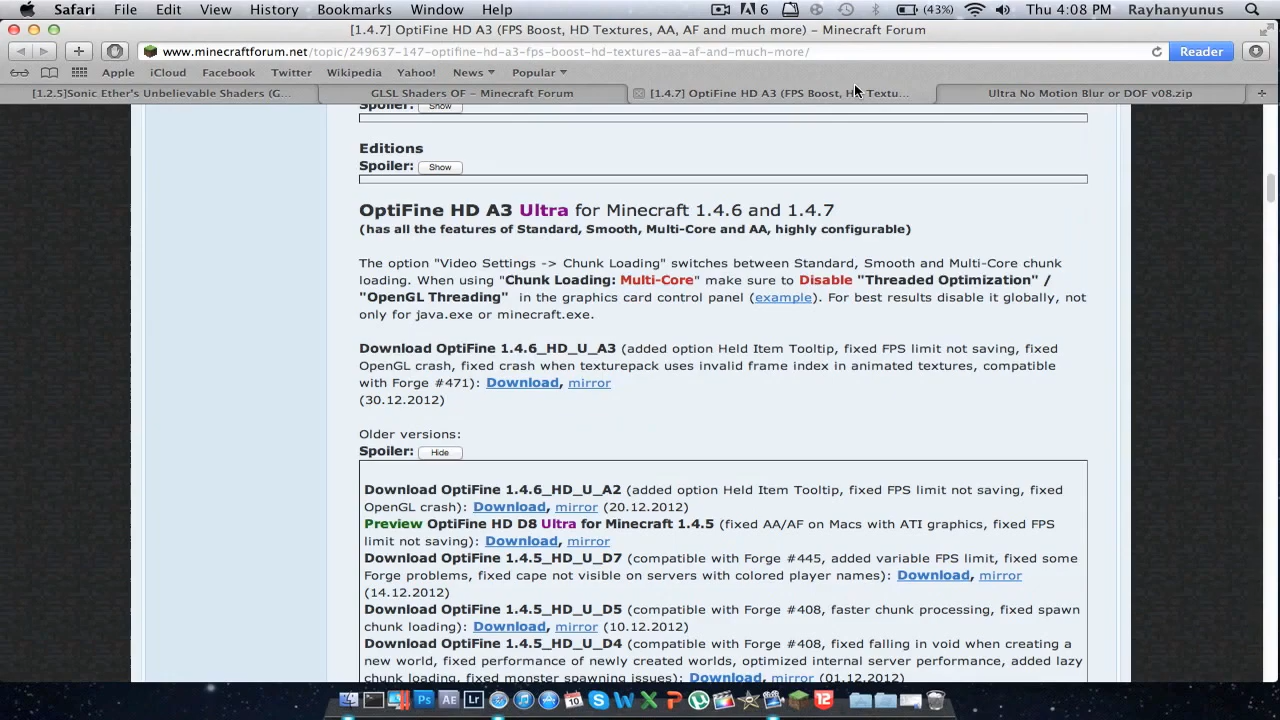 Safari File Edit View History Bookmarks Window Help 6 (43%) Thu 4:08 PM Rayhanyunus
[1.4.7] OptiFine HD A3 (FPS Boost, HD Textures, AA, AF and much more) – Minecraft Forum
www.minecraftforum.net/topic/249637-147-optifine-hd-a3-fps-boost-hd-textures-aa-af-and-much-more/ Reader
Apple iCloud Facebook Twitter Wikipedia Yahoo! News Popular
[1.2.5]Sonic Ether's Unbelievable Shaders (G... GLSL Shaders OF – Minecraft Forum [1.4.7] OptiFine HD A3 (FPS Boost, HD Textu... Ultra No Motion Blur or DOF v08.zip
Spoiler: Show
Editions
Spoiler: Show
OptiFine HD A3 Ultra for Minecraft 1.4.6 and 1.4.7
(has all the features of Standard, Smooth, Multi-Core and AA, highly configurable)
The option "Video Settings -> Chunk Loading" switches between Standard, Smooth and Multi-Core chunk
loading. When using "Chunk Loading: Multi-Core" make sure to Disable "Threaded Optimization" /
"OpenGL Threading" in the graphics card control panel (example). For best results disable it globally, not
only for java.exe or minecraft.exe.
Download OptiFine 1.4.6_HD_U_A3 (added option Held Item Tooltip, fixed FPS limit not saving, fixed
OpenGL crash, fixed crash when texturepack uses invalid frame index in animated textures, compatible
with Forge #471): Download, mirror
(30.12.2012)
Older versions:
Spoiler: Hide
Download OptiFine 1.4.6_HD_U_A2 (added option Held Item Tooltip, fixed FPS limit not saving, fixed
OpenGL crash): Download, mirror (20.12.2012)
Preview OptiFine HD D8 Ultra for Minecraft 1.4.5 (fixed AA/AF on Macs with ATI graphics, fixed FPS
limit not saving): Download, mirror
Download OptiFine 1.4.5_HD_U_D7 (compatible with Forge #445, added variable FPS limit, fixed some
Forge problems, fixed cape not visible on servers with colored player names): Download, mirror
(14.12.2012)
Download OptiFine 1.4.5_HD_U_D5 (compatible with Forge #408, faster chunk processing, fixed spawn
chunk loading): Download, mirror (10.12.2012)
Download OptiFine 1.4.5_HD_U_D4 (compatible with Forge #408, fixed falling in void when creating a
new world, fixed performance of newly created worlds, optimized internal server performance, added lazy
chunk loading, fixed monster spawning issues): Download, mirror (01.12.2012)
Ps Ae Lr 10 12